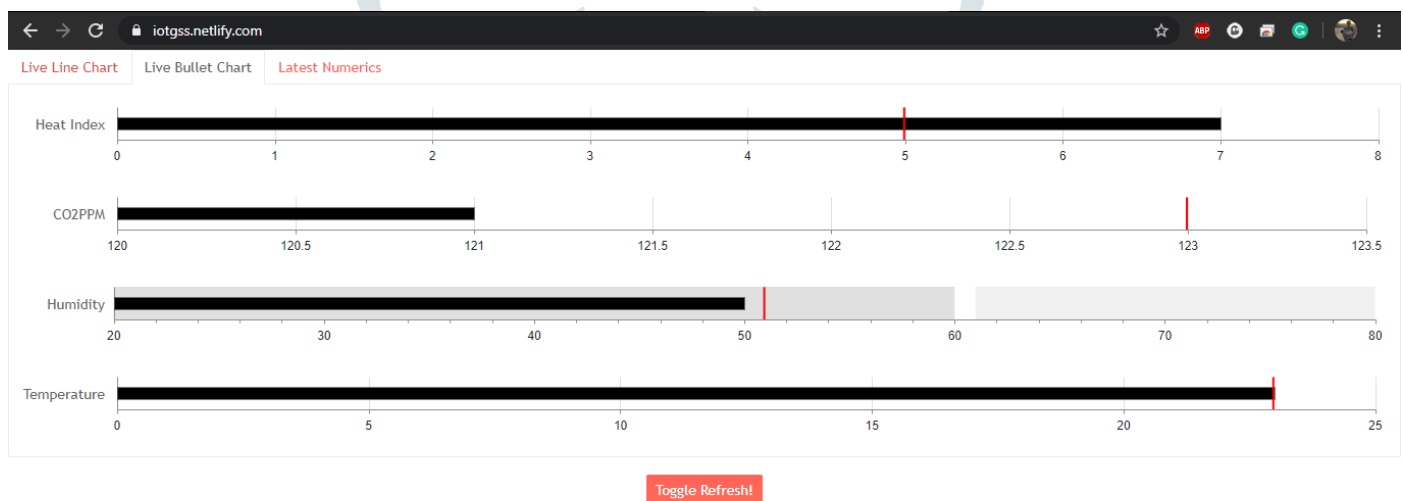 iotgss.netlify.com
ABP
G
Live Line Chart Live Bullet Chart Latest Numerics
Heat Index
0 1 2 3 4 5 6 7 8
CO2PPM
120 120.5 121 121.5 122 122.5 123 123.5
Humidity
20 30 40 50 60 70 80
Temperature
0 5 10 15 20 25
Toggle Refresh!